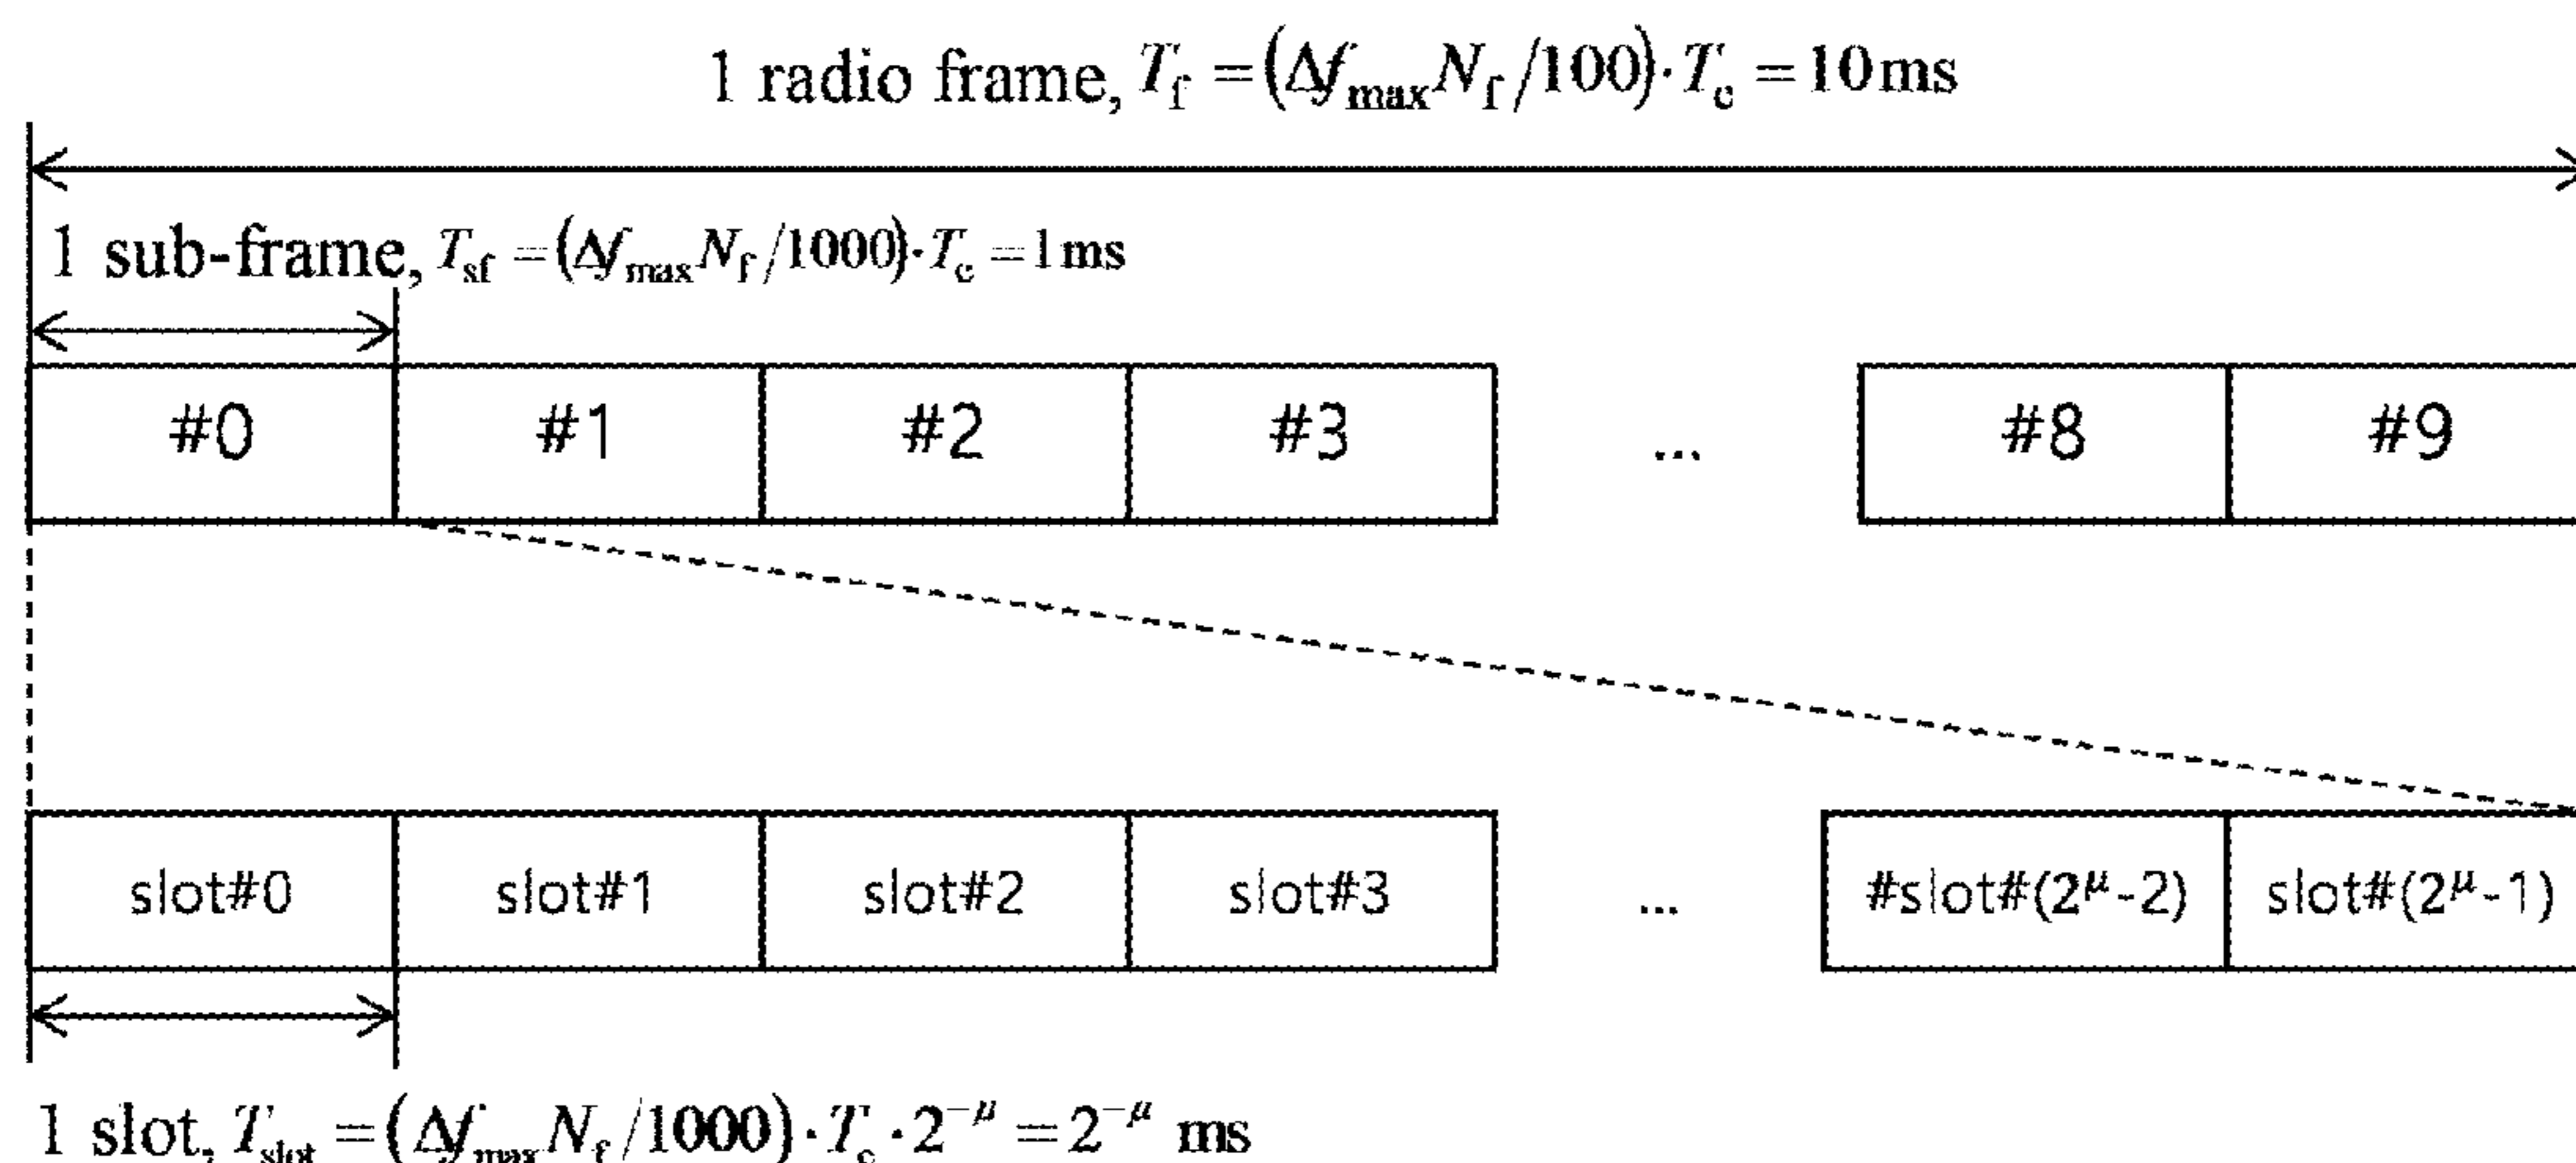 1 radio frame, T_f = (Δf_max N_f /100)·T_c = 10 ms
1 sub-frame, T_sf = (Δf_max N_f /1000)·T_c = 1 ms
#0 #1 #2 #3 ... #8 #9
slot#0 slot#1 slot#2 slot#3 ... #slot#(2^μ-2) slot#(2^μ-1)
1 slot, T_slot = (Δf_max N_f /1000)·T_c·2^-μ = 2^-μ ms